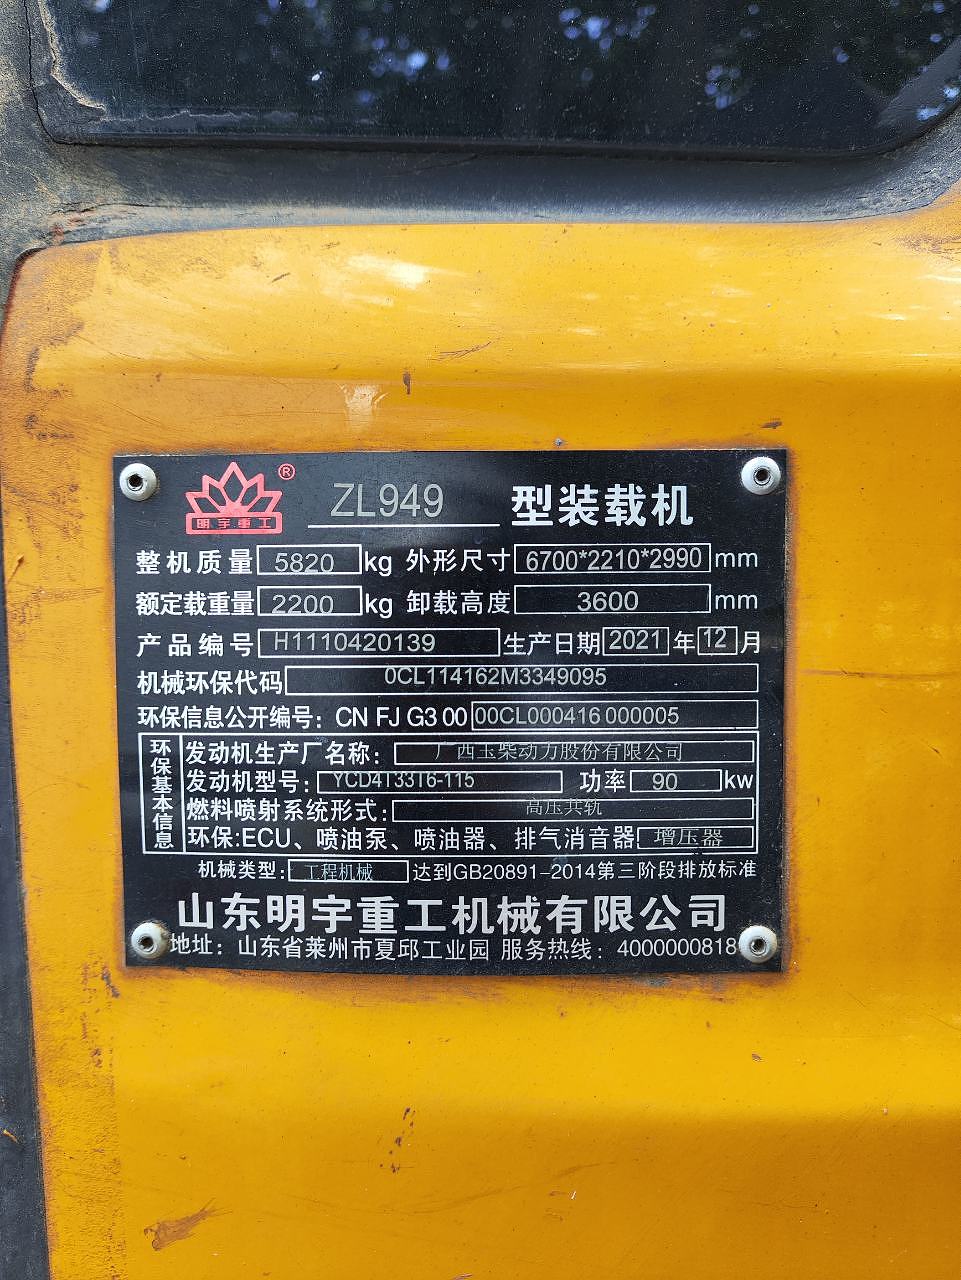 明宇重工 ®
ZL949 型装载机
整机质量 5820 kg 外形尺寸 6700*2210*2990 mm
额定载重量 2200 kg 卸载高度 3600 mm
产品编号 H1110420139 生产日期 2021 年 12 月
机械环保代码 0CL114162M3349095
环保信息公开编号: CN FJ G3 00 00CL000416 000005
环保基本信息
发动机生产厂名称: 广西玉柴动力股份有限公司
发动机型号: YCD4T33T6-115 功率 90 kw
燃料喷射系统形式: 高压共轨
环保:ECU、喷油泵、喷油器、排气消音器 增压器
机械类型: 工程机械 达到GB20891-2014第三阶段排放标准
山东明宇重工机械有限公司
地址: 山东省莱州市夏邱工业园 服务热线: 4000000818